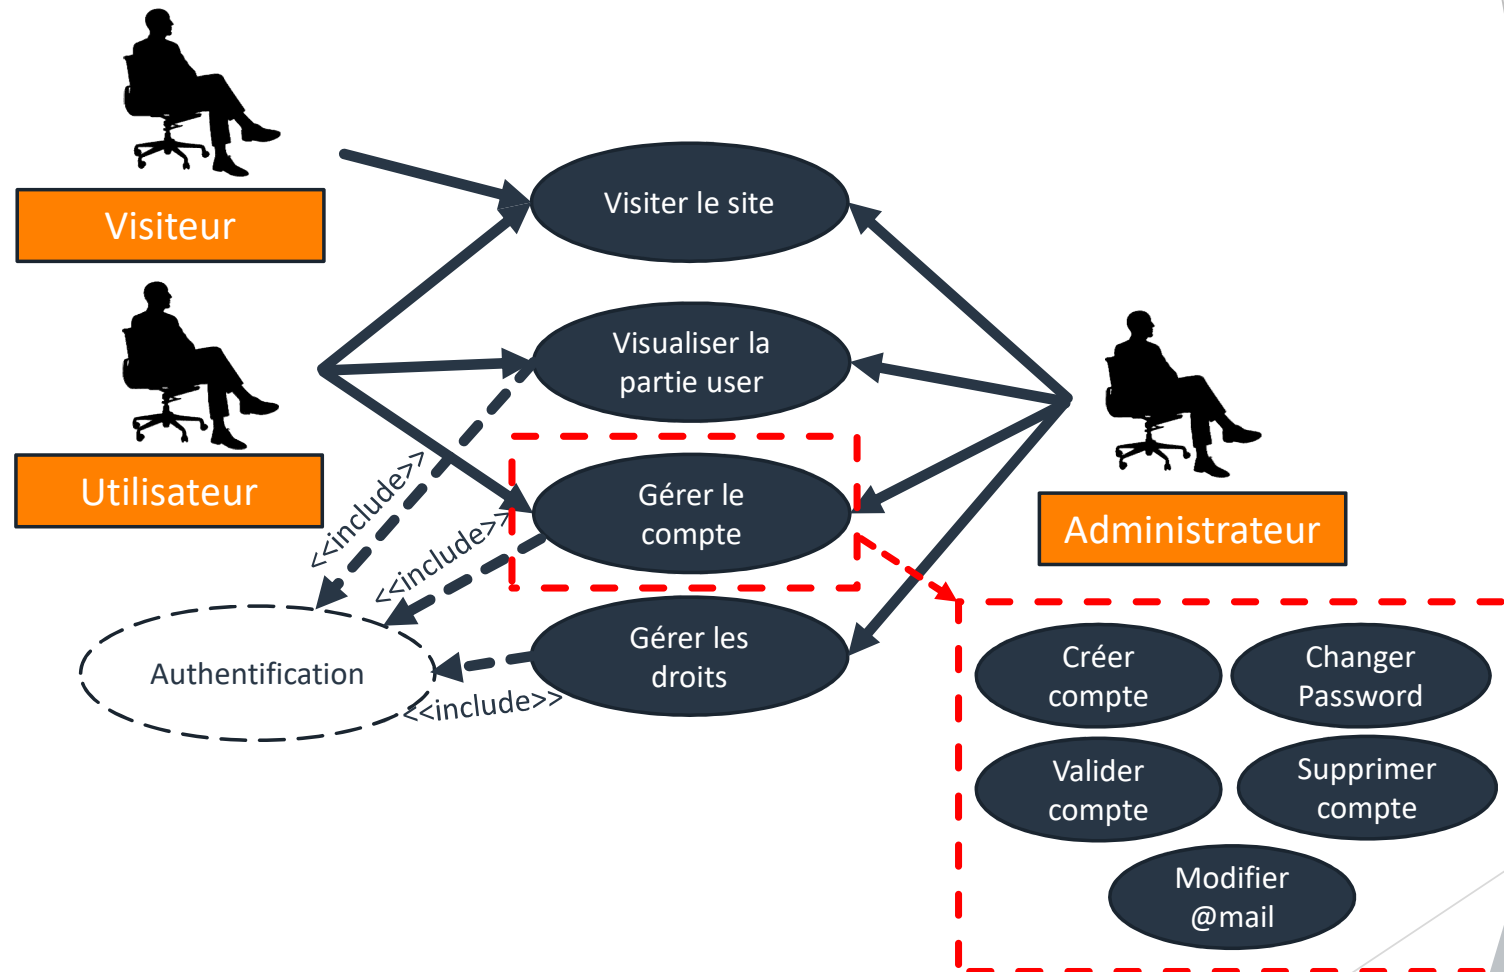 Visiteur
Visiter le site
Utilisateur
Visualiser la
partie user
Administrateur
Gérer le
compte
<<include>>
<<include>>
Authentification
<<include>>
Gérer les
droits
Créer
compte
Changer
Password
Valider
compte
Supprimer
compte
Modifier
@mail